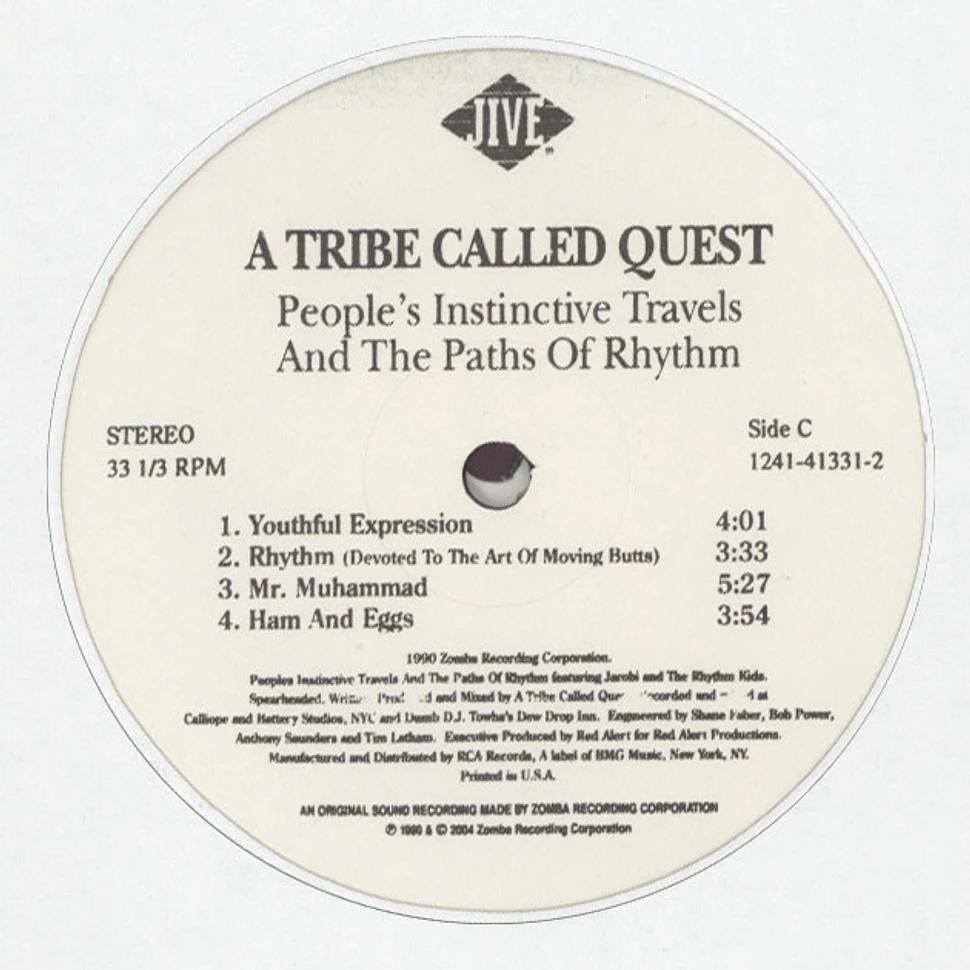 JIVE
A TRIBE CALLED QUEST
People's Instinctive Travels
And The Paths Of Rhythm
STEREO
33 1/3 RPM
Side C
1241-41331-2
1. Youthful Expression 4:01
2. Rhythm (Devoted To The Art Of Moving Butts) 3:33
3. Mr. Muhammad 5:27
4. Ham And Eggs 3:54
1990 Zomba Recording Corporation.
Peoples Instinctive Travels And The Paths Of Rhythm featuring Jarobi and The Rhythm Kids.
Spearheaded, and Mixed by A Tribe Called and at
Calliope and Battery Studios, NYC and Dumb D.J. Towha's Dew Drop Inn. Engineered by Shane Faber, Bob Power,
Anthony Saunders and Tim Latham. Executive Produced by Red Alert for Red Alert Productions.
Manufactured and Distributed by RCA Records, A label of BMG Music, New York, NY.
Printed in U.S.A.
AN ORIGINAL SOUND RECORDING MADE BY ZOMBA RECORDING CORPORATION
℗ 1990 & © 2004 Zomba Recording Corporation